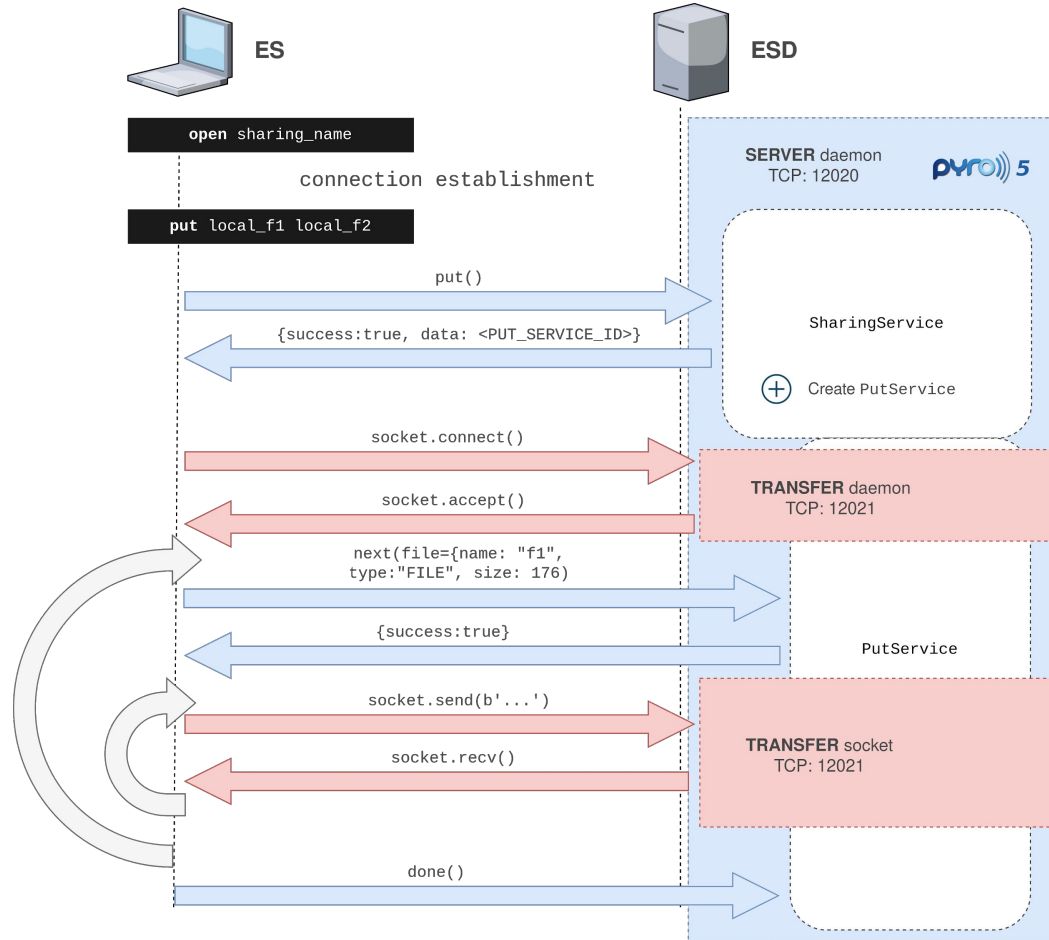 ES
ESD
open sharing_name
SERVER daemon
TCP: 12020
pyro 5
connection establishment
put local_f1 local_f2
put()
SharingService
{success:true, data: <PUT_SERVICE_ID>}
Create PutService
socket.connect()
TRANSFER daemon
TCP: 12021
socket.accept()
next(file={name: "f1",
type:"FILE", size: 176)
{success:true}
PutService
socket.send(b'...')
TRANSFER socket
TCP: 12021
socket.recv()
done()